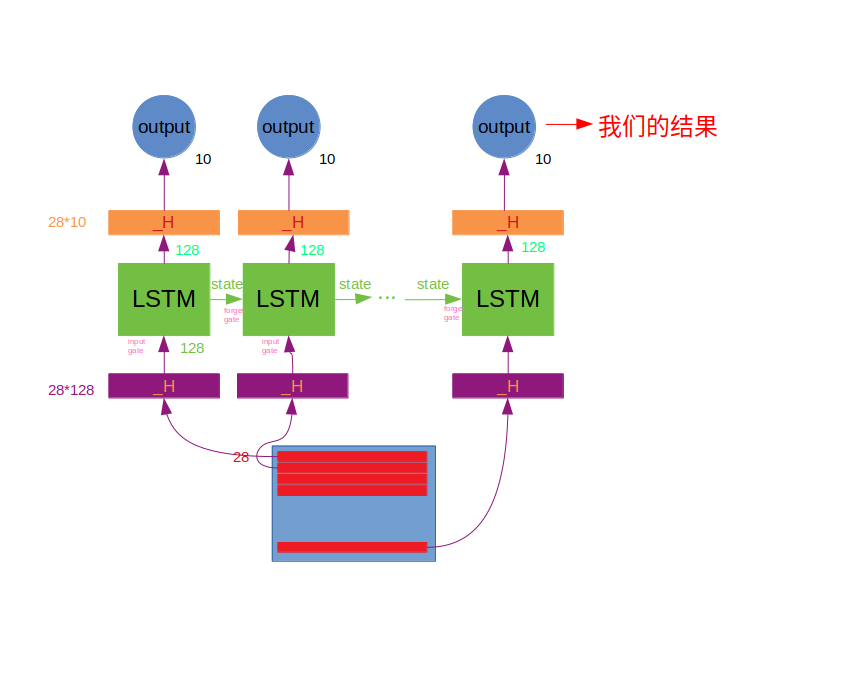 output
output
output
我们的结果
10
10
10
28*10
_H
_H
_H
128
128
128
LSTM
state
LSTM
state
...
state
LSTM
forget
gate
forget
gate
input
gate
128
input
gate
28*128
_H
_H
_H
28